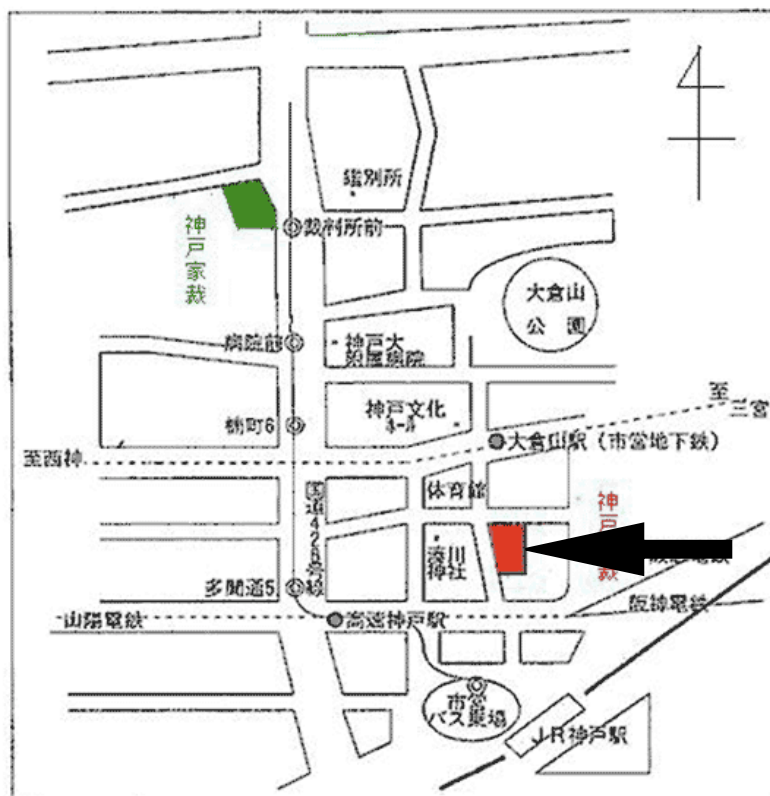 鑑別所
裁判所前
神戸家裁
大倉山
公園
病院前
神戸大
附属病院
至
三宮
神戸文化
ホール
楠町6
大倉山駅(市営地下鉄)
至西神
体育館
国道428号線
神戸
裁
湊川
神社
電鉄
多聞通5
阪神電鉄
山陽電鉄
高速神戸駅
市営
バス乗場
JR神戸駅